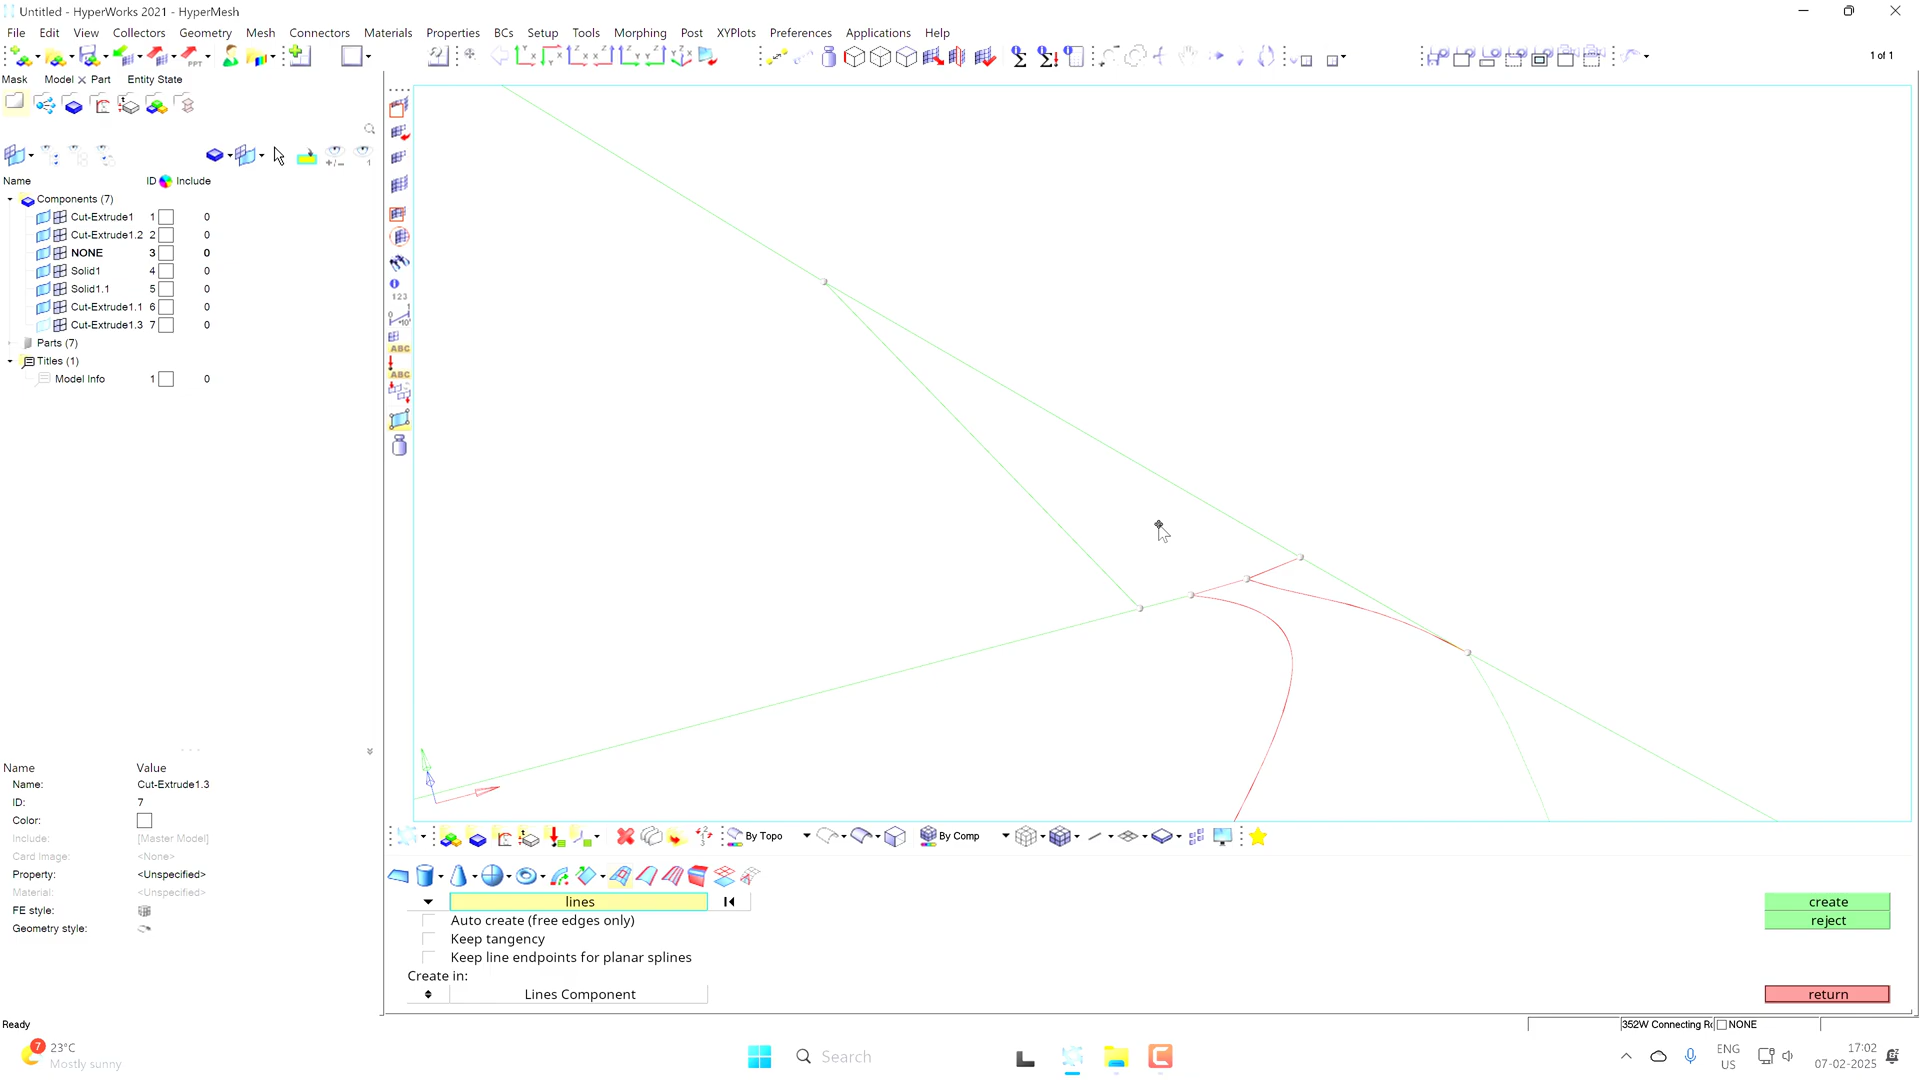 Untitled - HyperWorks 2021 - HyperMesh
File Edit View Collectors Geometry Mesh Connectors Materials Properties BCs Setup Tools Morphing Post XYPlots Preferences Applications Help
PPT
1 of 1
Mask Model Part Entity State
Name ID Include
Components (7)
Cut-Extrude1 1 0
Cut-Extrude1.2 2 0
NONE 3 0
Solid1 4 0
Solid1.1 5 0
Cut-Extrude1.1 6 0
Cut-Extrude1.3 7 0
Parts (7)
Titles (1)
Model Info 1 0
123
ABC
ABC
Name Value
Name: Cut-Extrude1.3
ID: 7
Color:
Include: [Master Model]
Card Image: <None>
Property: <Unspecified>
Material: <Unspecified>
FE style:
Geometry style:
By Topo By Comp
lines
Auto create (free edges only)
Keep tangency
Keep line endpoints for planar splines
Create in:
Lines Component
create
reject
return
Ready
352W Connecting Rc NONE
7
23°C
Mostly sunny
Search
ENG
US
17:02
07-02-2025